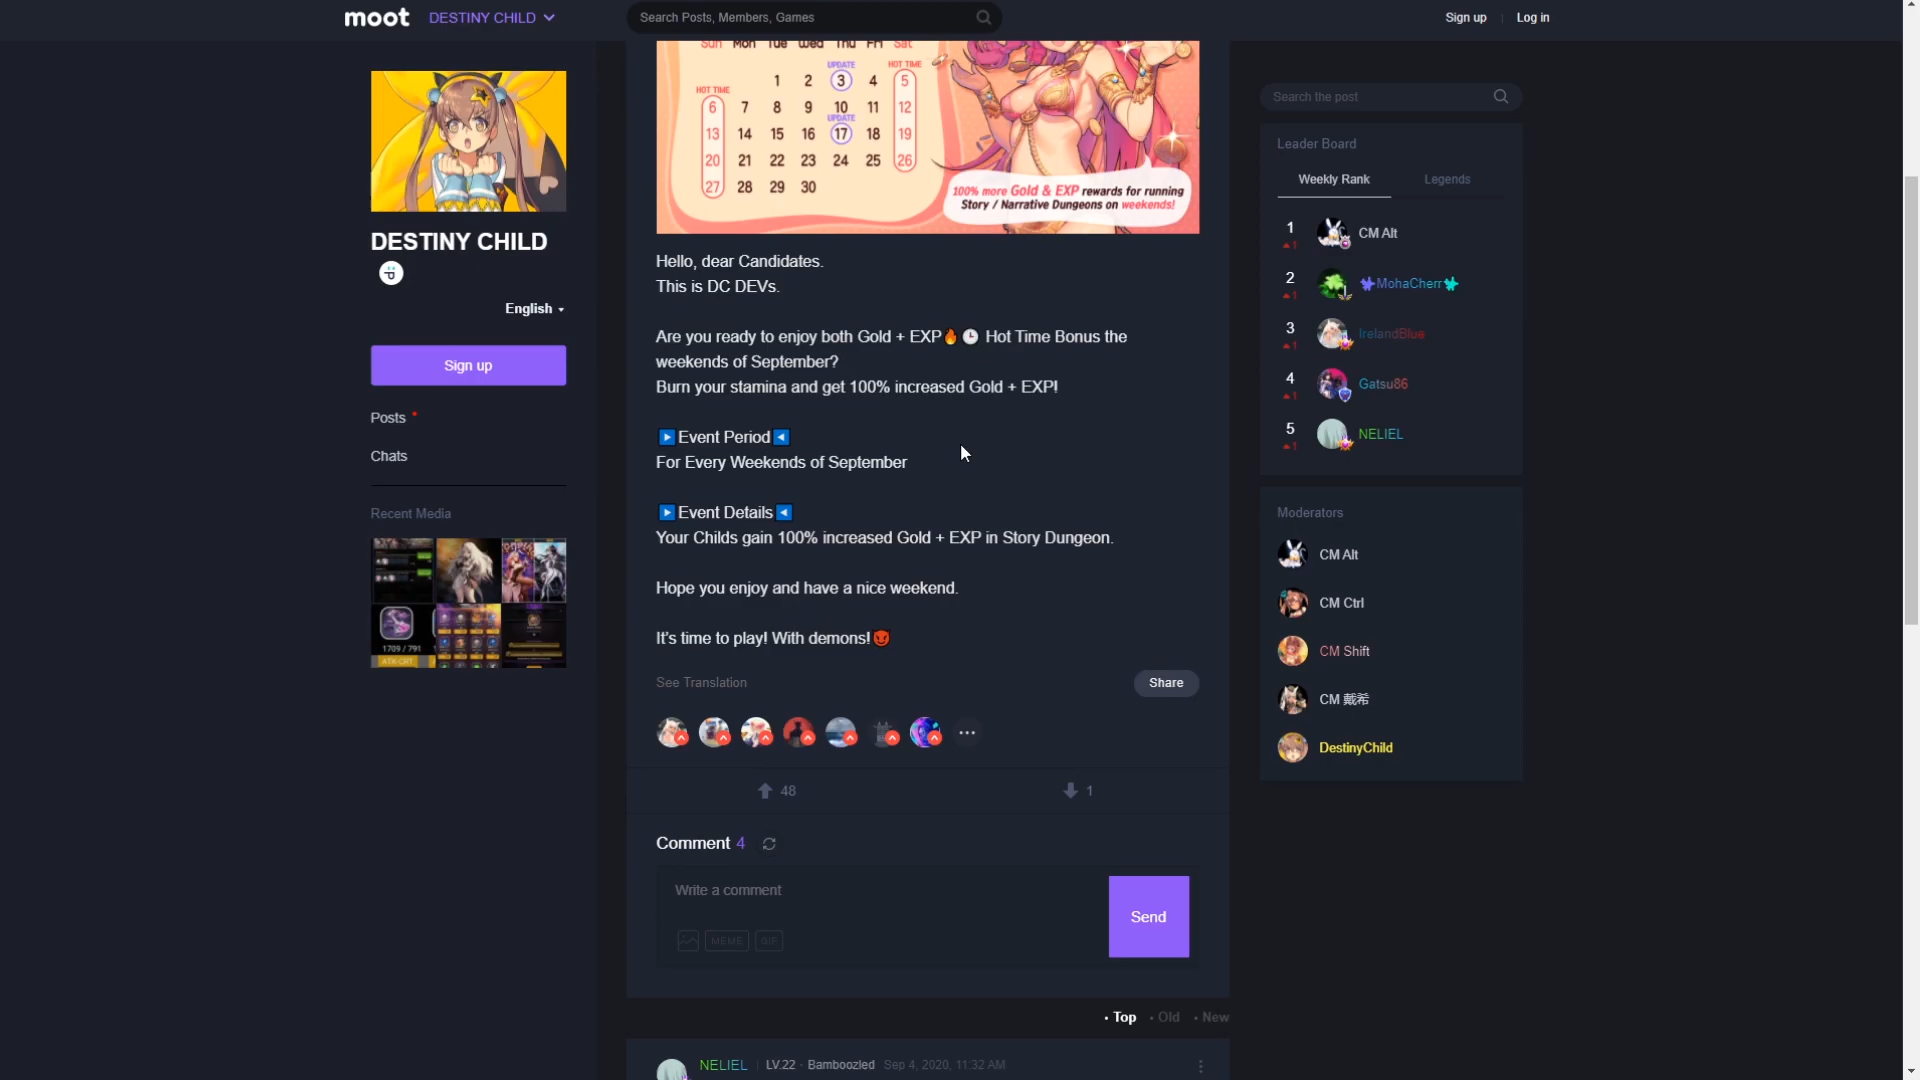 moot DESTINY CHILD
Search Posts, Members, Games
Sign up
Log in
DESTINY CHILD
English
Sign up
Posts
Chats
Recent Media
1709 / 791
ATK-CRT
Sun Mon Tue Wed Thu Fri Sat
UPDATE HOT TIME
1 2 3 4 5
HOT TIME
6 7 8 9 10 11 12
UPDATE
13 14 15 16 17 18 19
20 21 22 23 24 25 26
27 28 29 30
100% more Gold & EXP rewards for running
Story / Narrative Dungeons on weekends!
Hello, dear Candidates.
This is DC DEVs.
Are you ready to enjoy both Gold + EXP🔥🕒 Hot Time Bonus the
weekends of September?
Burn your stamina and get 100% increased Gold + EXP!
▶Event Period◀
For Every Weekends of September
▶Event Details◀
Your Childs gain 100% increased Gold + EXP in Story Dungeon.
Hope you enjoy and have a nice weekend.
It's time to play! With demons!😈
See Translation
Share
48
1
Comment 4
Write a comment
MEME GIF
Send
• Top • Old • New
NELIEL LV.22 · Bamboozled Sep 4, 2020, 11:32 AM
Search the post
Leader Board
Weekly Rank Legends
1 CM Alt
1
2 MohaCherr
1
3 IrelandBlue
1
4 Gatsu86
1
5 NELIEL
1
Moderators
CM Alt
CM Ctrl
CM Shift
CM 戴希
DestinyChild